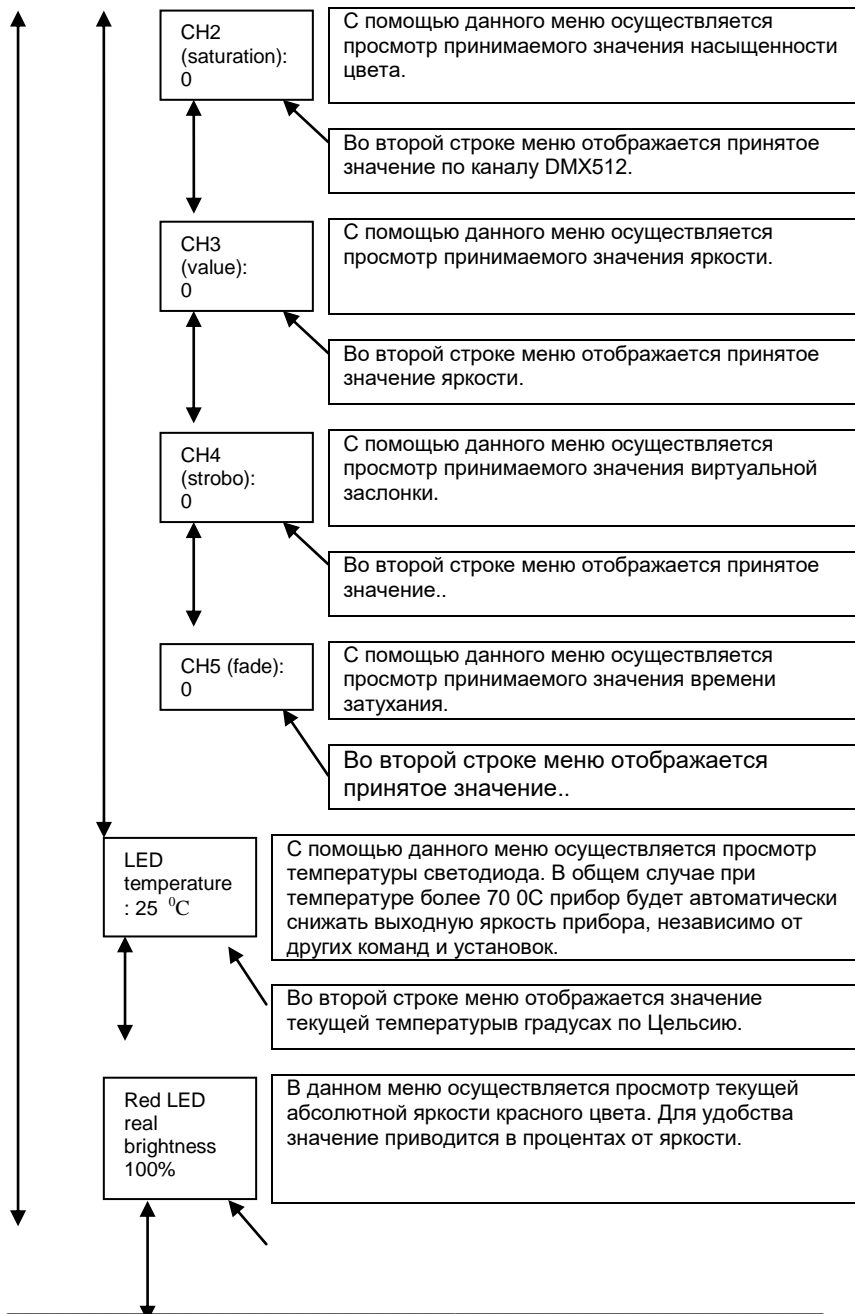 CH2
(saturation):
0
С помощью данного меню осуществляется
просмотр принимаемого значения насыщенности
цвета.
Во второй строке меню отображается принятое
значение по каналу DMX512.
CH3
(value):
0
С помощью данного меню осуществляется
просмотр принимаемого значения яркости.
Во второй строке меню отображается принятое
значение яркости.
CH4
(strobo):
0
С помощью данного меню осуществляется
просмотр принимаемого значения виртуальной
заслонки.
Во второй строке меню отображается принятое
значение..
CH5 (fade):
0
С помощью данного меню осуществляется
просмотр принимаемого значения времени
затухания.
Во второй строке меню отображается
принятое значение..
LED
temperature
: 25 ⁰C
С помощью данного меню осуществляется просмотр
температуры светодиода. В общем случае при
температуре более 70 0С прибор будет автоматически
снижать выходную яркость прибора, независимо от
других команд и установок.
Во второй строке меню отображается значение
текущей температурыв градусах по Цельсию.
Red LED
real
brightness
100%
В данном меню осуществляется просмотр текущей
абсолютной яркости красного цвета. Для удобства
значение приводится в процентах от яркости.